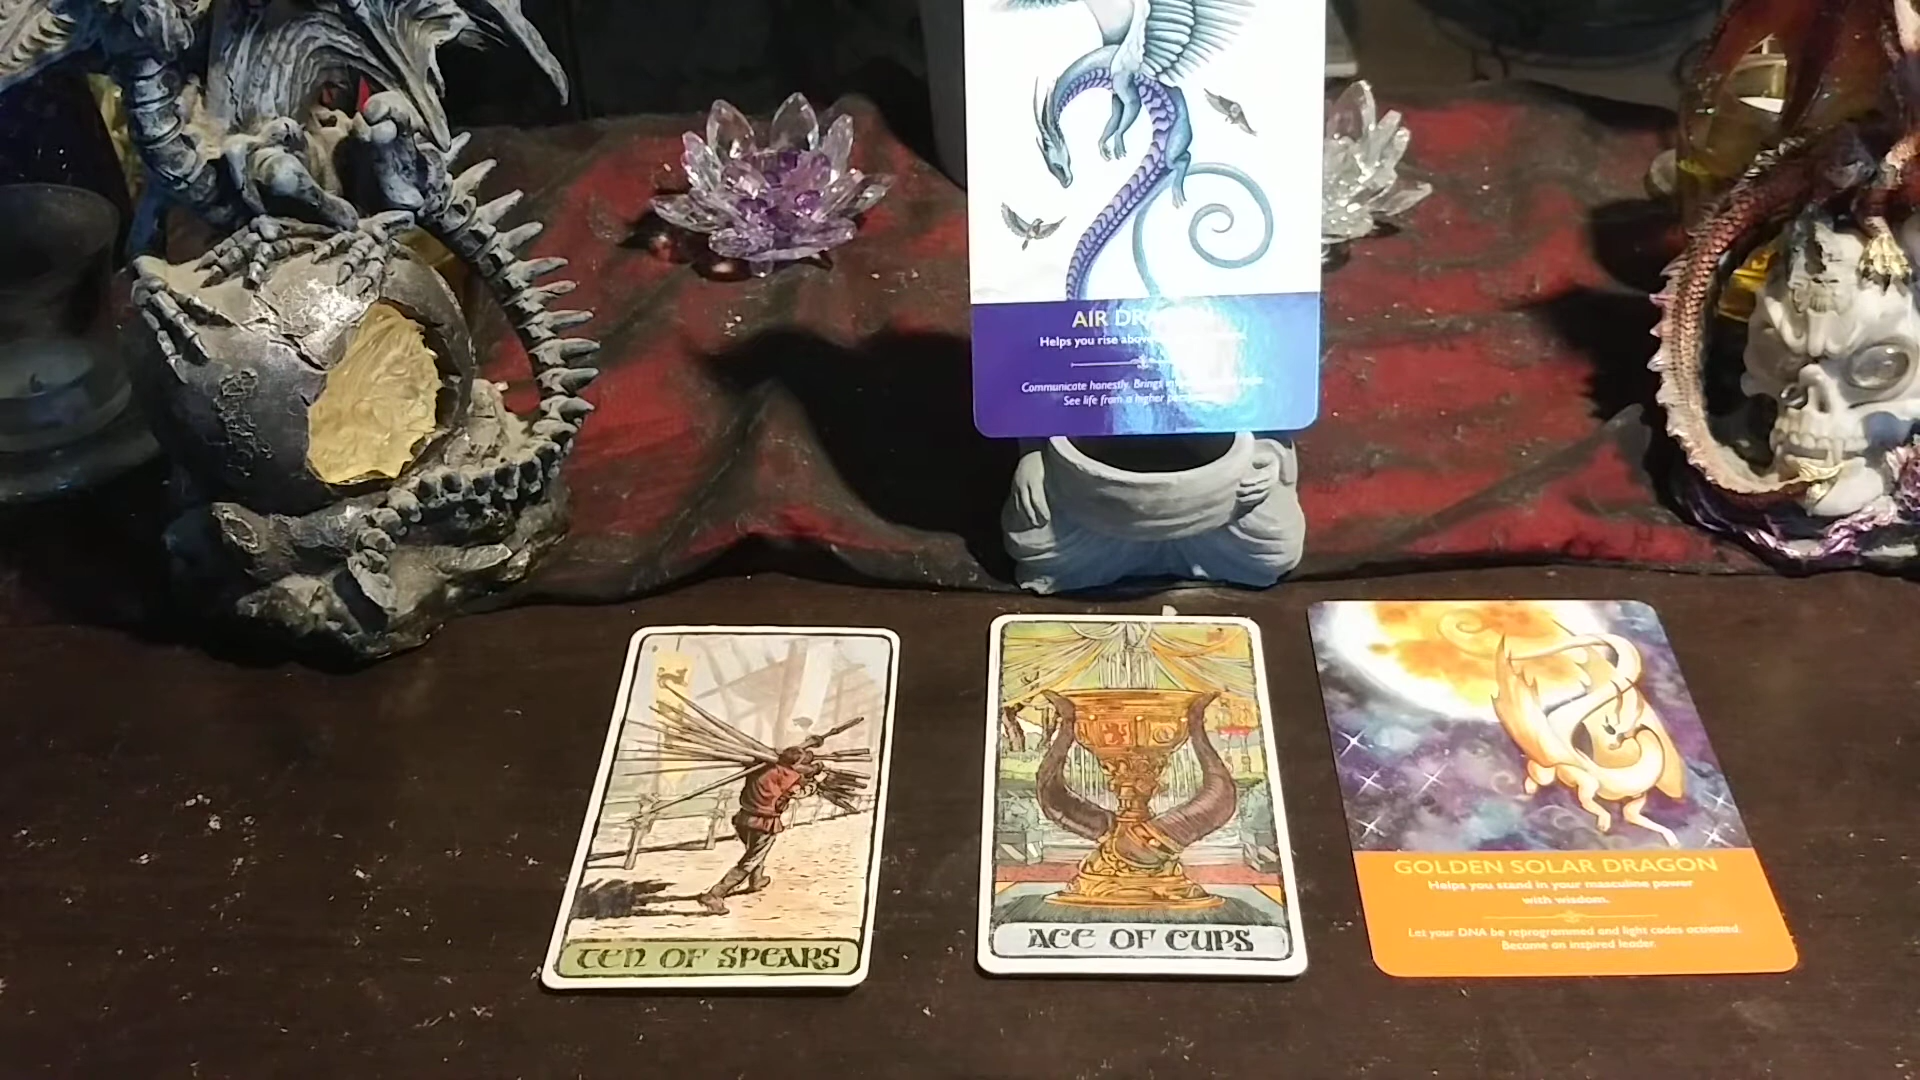 AIR
Helps you rise
Communicate honestly. Brings
See life from a higher
TEN OF SPEARS
ACE OF CUPS
GOLDEN SOLAR DRAGON
Helps you stand in your masculine power
with wisdom.
Let your DNA be reprogrammed and light codes activated.
Become an inspired leader.